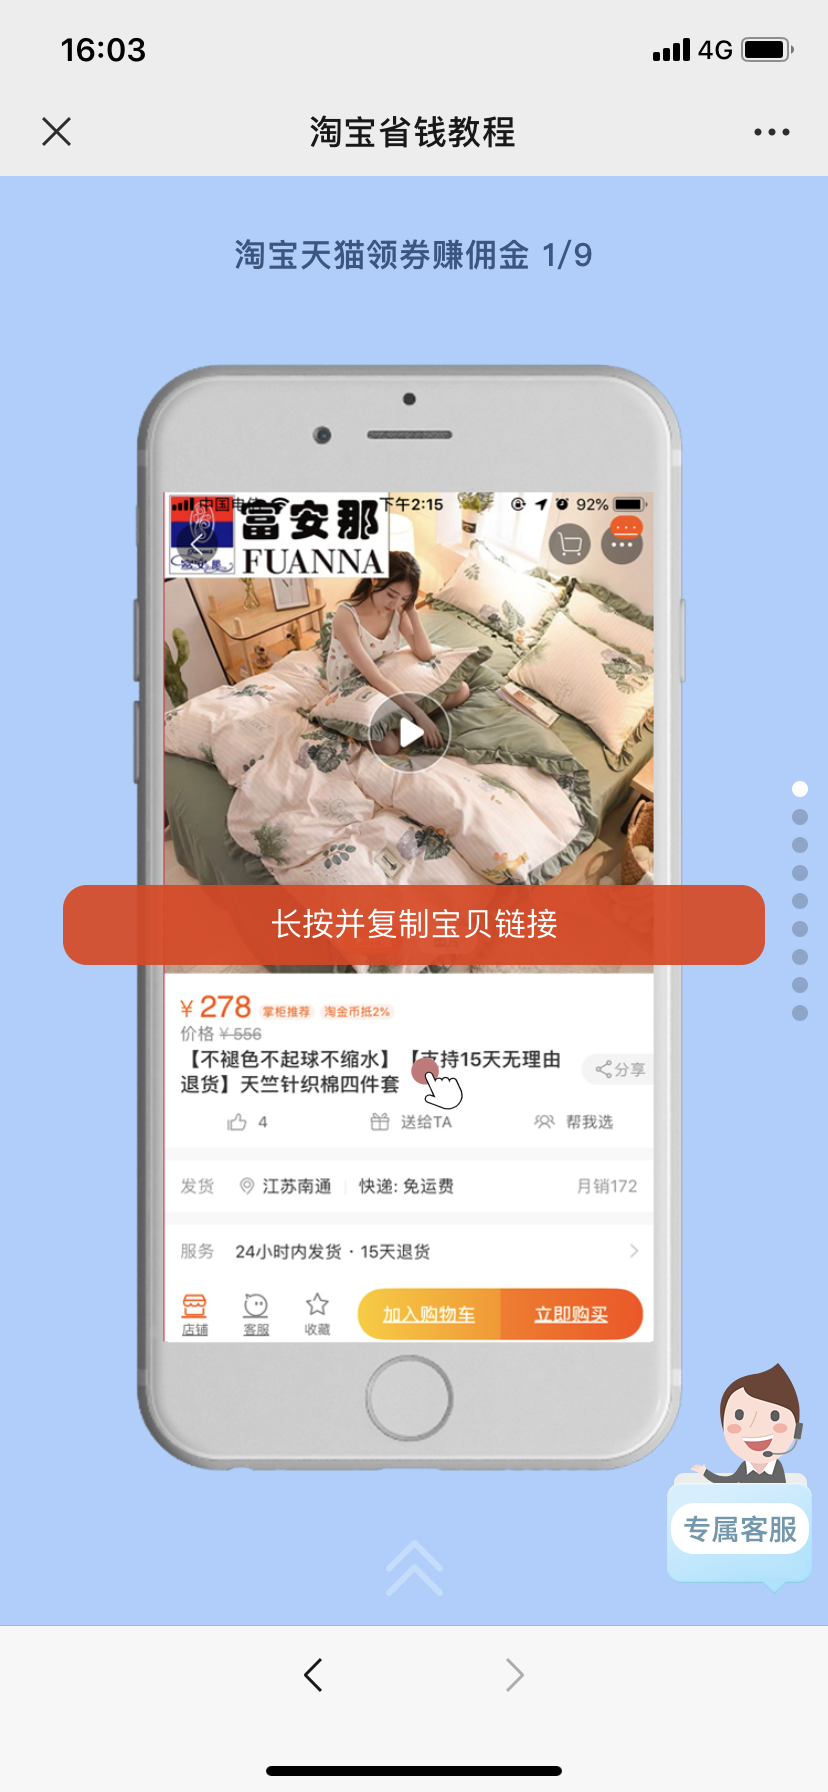 16:03
4G
淘宝省钱教程
淘宝天猫领券赚佣金 1/9
中国电信
下午2:15
92%
富安那
FUANNA
富安那
长按并复制宝贝链接
¥ 278 掌柜推荐 淘金币抵2%
价格 ¥ 556
【不褪色不起球不缩水】【支持15天无理由
退货】天竺针织棉四件套
分享
4
送给TA
帮我选
发货
江苏南通
快递: 免运费
月销172
服务
24小时内发货 · 15天退货
店铺
客服
收藏
加入购物车
立即购买
专属客服